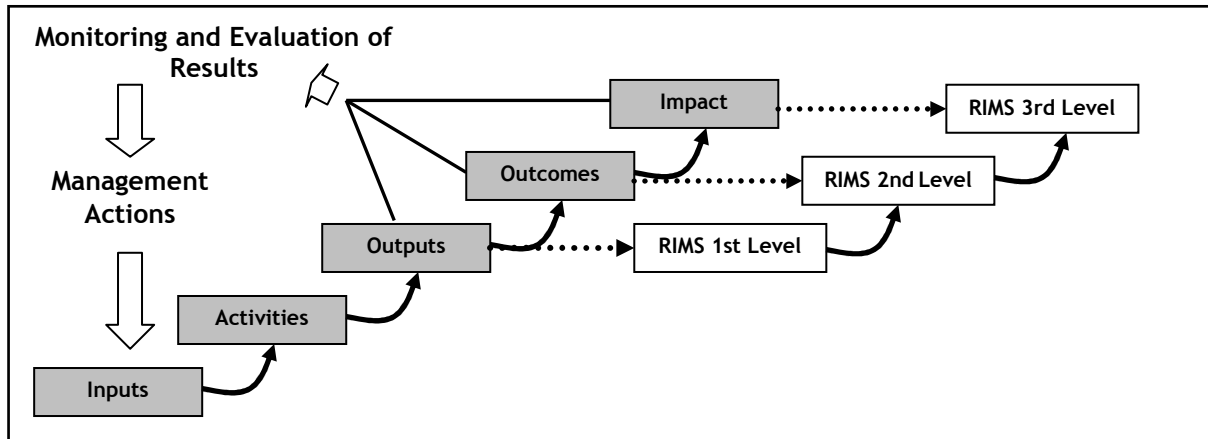 Monitoring and Evaluation of
Results
Impact
RIMS 3rd Level
Management
Actions
Outcomes
RIMS 2nd Level
Outputs
RIMS 1st Level
Activities
Inputs